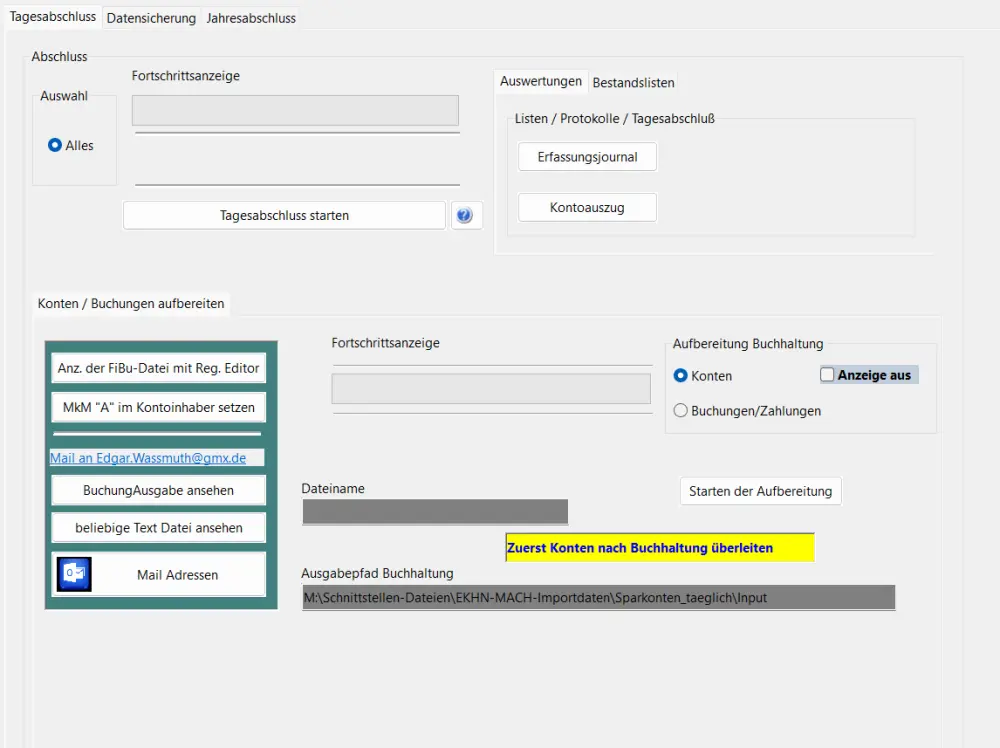 Tagesabschluss Datensicherung Jahresabschluss
Abschluss
Fortschrittsanzeige
Auswahl
Alles
Tagesabschluss starten
Auswertungen Bestandslisten
Listen / Protokolle / Tagesabschluß
Erfassungsjournal
Kontoauszug
Konten / Buchungen aufbereiten
Anz. der FiBu-Datei mit Reg. Editor
MkM "A" im Kontoinhaber setzen
Mail an Edgar.Wassmuth@gmx.de
BuchungAusgabe ansehen
beliebige Text Datei ansehen
Mail Adressen
Fortschrittsanzeige
Aufbereitung Buchhaltung
Konten
Anzeige aus
Buchungen/Zahlungen
Dateiname
Starten der Aufbereitung
Zuerst Konten nach Buchhaltung überleiten
Ausgabepfad Buchhaltung
M:\Schnittstellen-Dateien\EKHN-MACH-Importdaten\Sparkonten_taeglich\Input